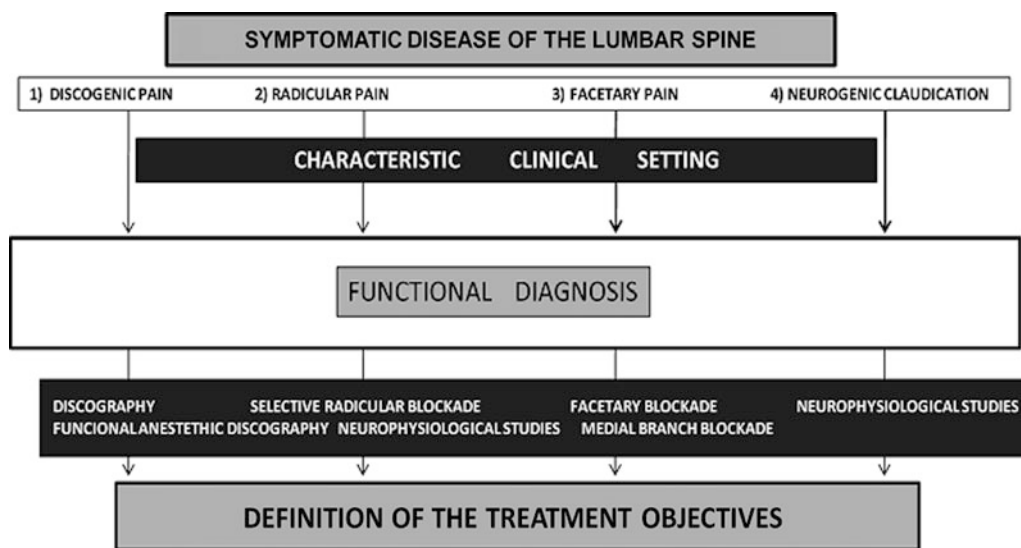 SYMPTOMATIC DISEASE OF THE LUMBAR SPINE
1) DISCOGENIC PAIN 2) RADICULAR PAIN 3) FACETARY PAIN 4) NEUROGENIC CLAUDICATION
CHARACTERISTIC CLINICAL SETTING
FUNCTIONAL DIAGNOSIS
DISCOGRAPHY SELECTIVE RADICULAR BLOCKADE FACETARY BLOCKADE NEUROPHYSIOLOGICAL STUDIES
FUNCIONAL ANESTETHIC DISCOGRAPHY NEUROPHYSIOLOGICAL STUDIES MEDIAL BRANCH BLOCKADE
DEFINITION OF THE TREATMENT OBJECTIVES